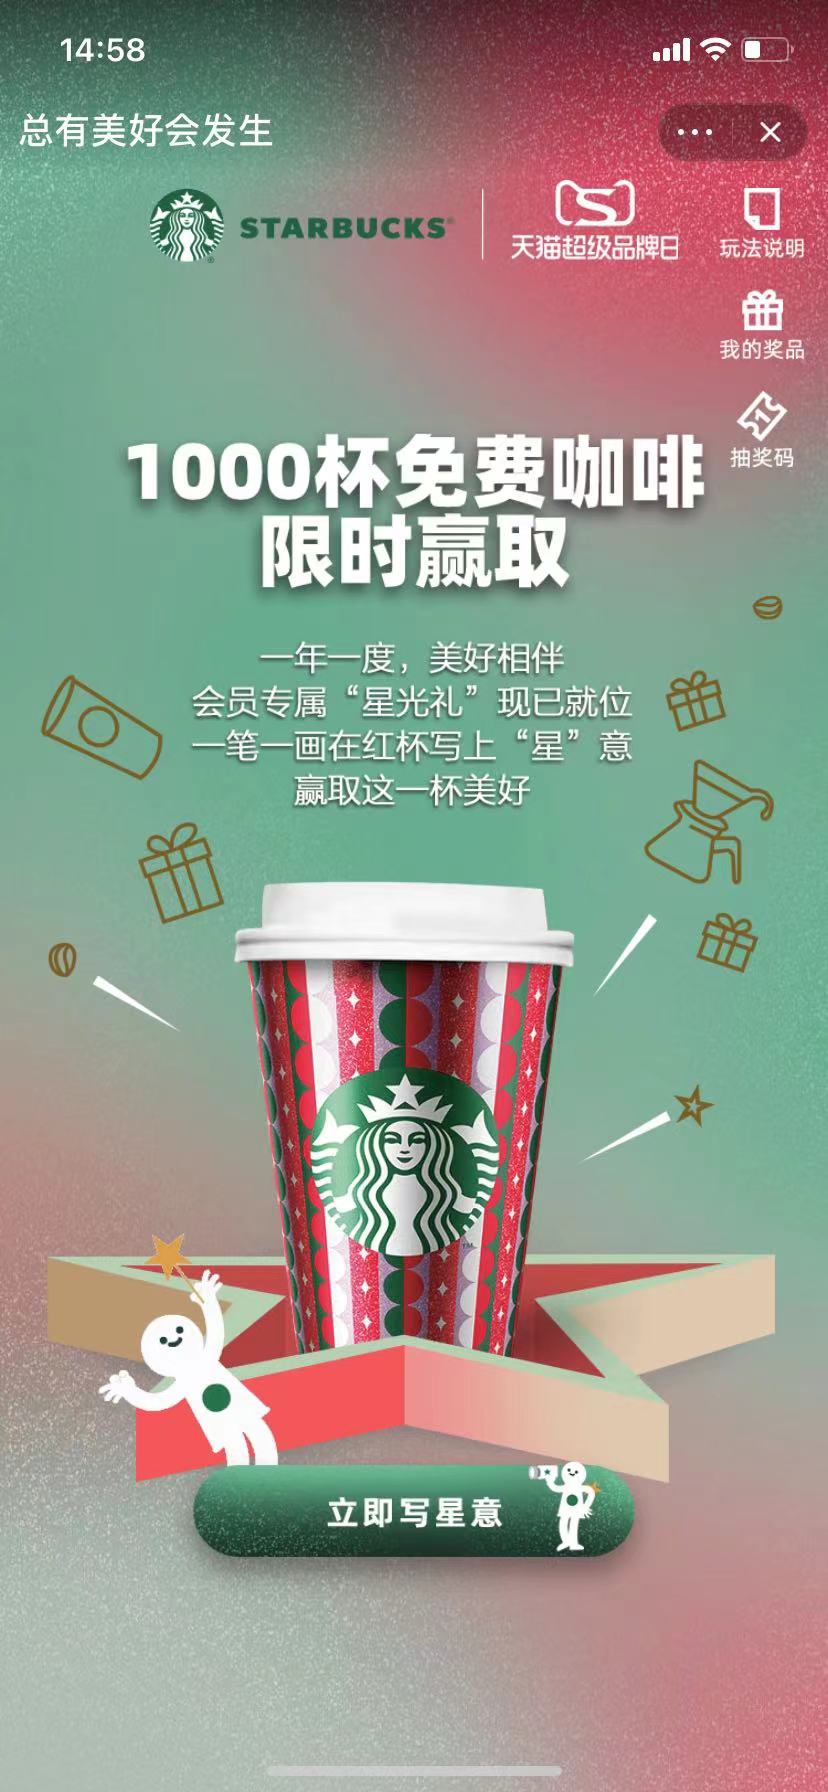 14:58
总有美好会发生
STARBUCKS®
天猫超级品牌日
玩法说明
我的奖品
1
抽奖码
1000杯免费咖啡
限时赢取
一年一度，美好相伴
会员专属“星光礼”现已就位
一笔一画在红杯写上“星”意
赢取这一杯美好
TM
立即写星意